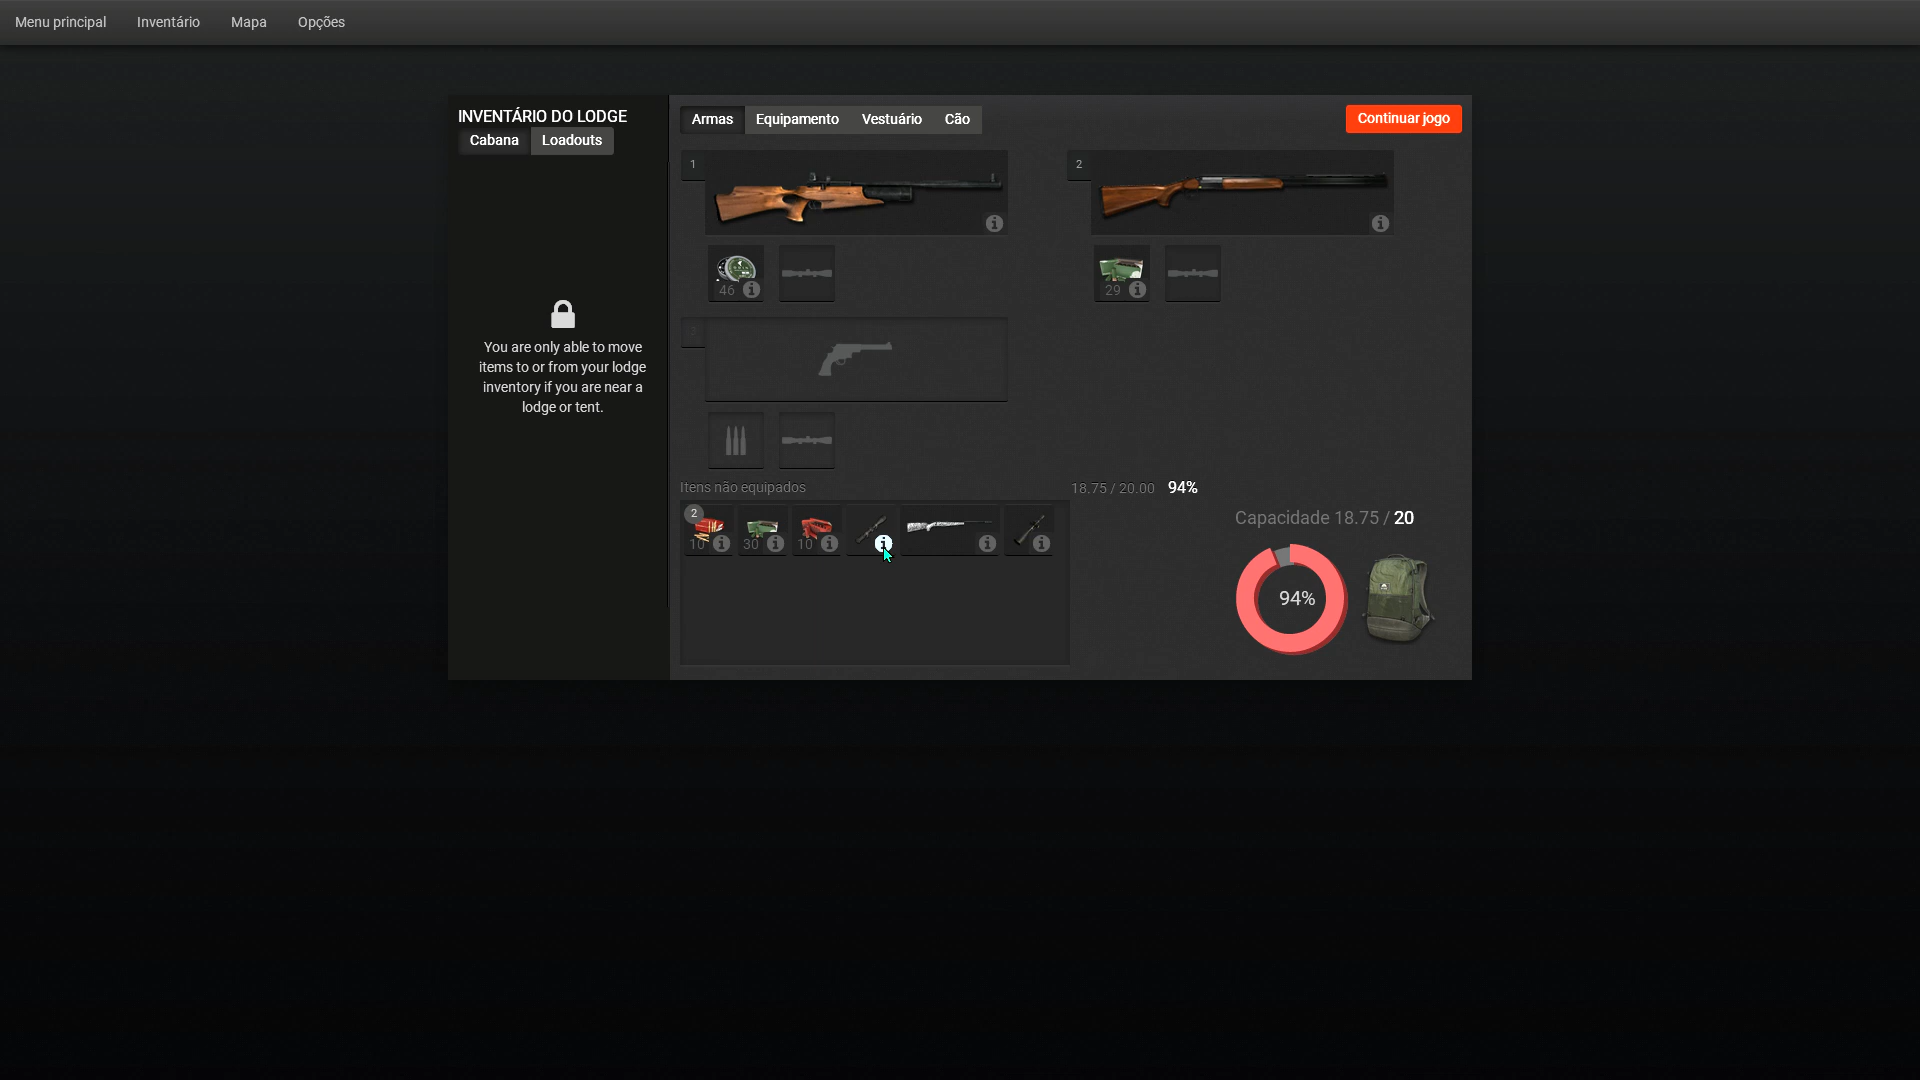 Menu principal Inventário Mapa Opções
INVENTÁRIO DO LODGE
Cabana Loadouts
Armas Equipamento Vestuário Cão
Continuar jogo
You are only able to move
items to or from your lodge
inventory if you are near a
lodge or tent.
1
2
46
29
3
Itens não equipados
18.75 / 20.00 94%
2
10
30
10
Capacidade 18.75 / 20
94%